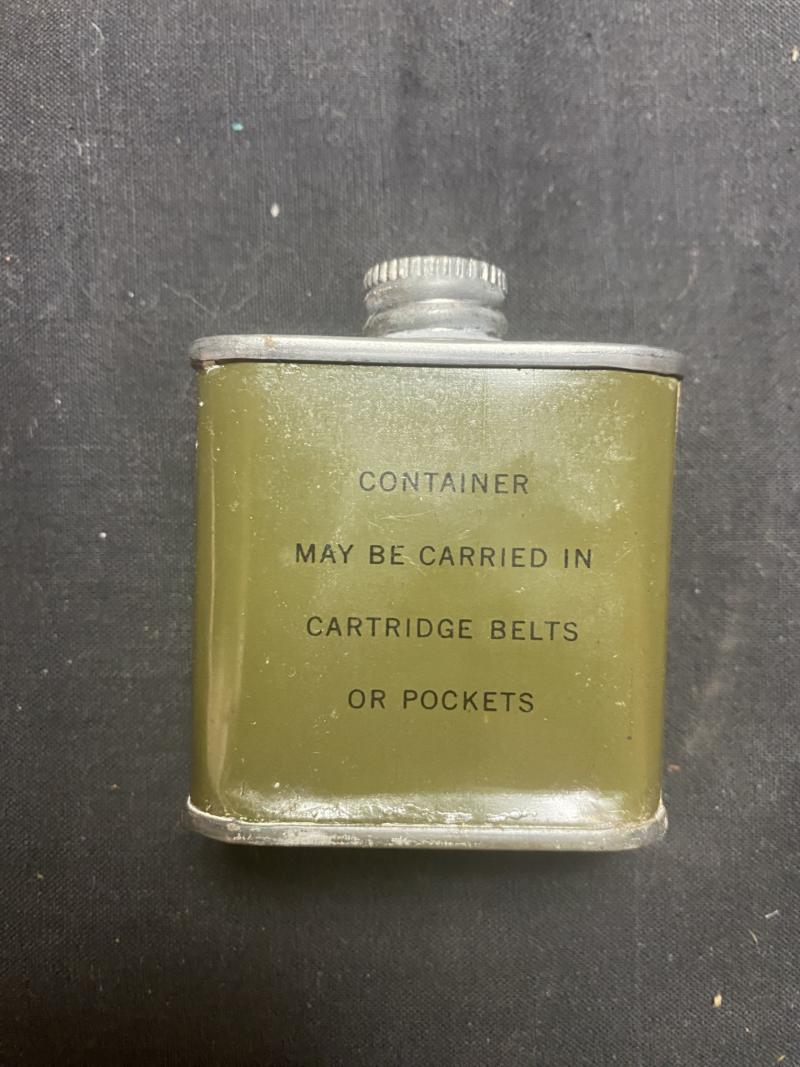 CONTAINER
MAY BE CARRIED IN
CARTRIDGE BELTS
OR POCKETS